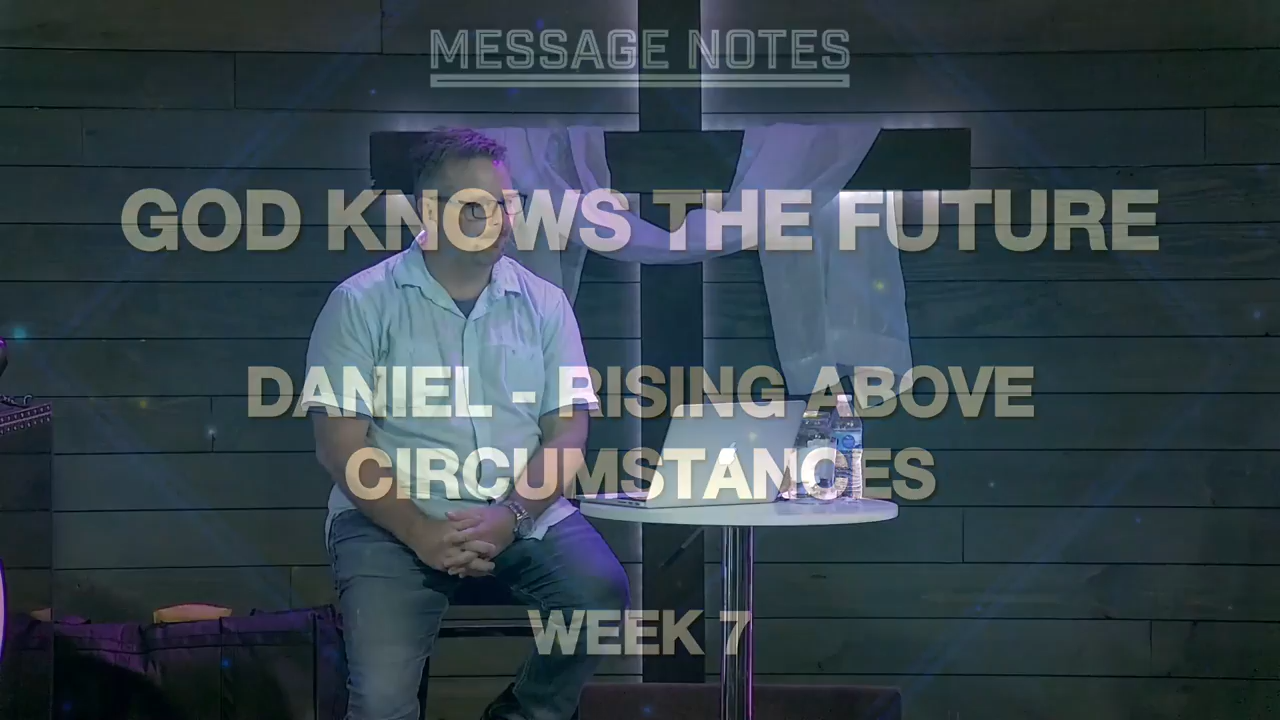 MESSAGE NOTES
GOD KNOWS THE FUTURE
DANIEL - RISING ABOVE
CIRCUMSTANCES
WEEK 7